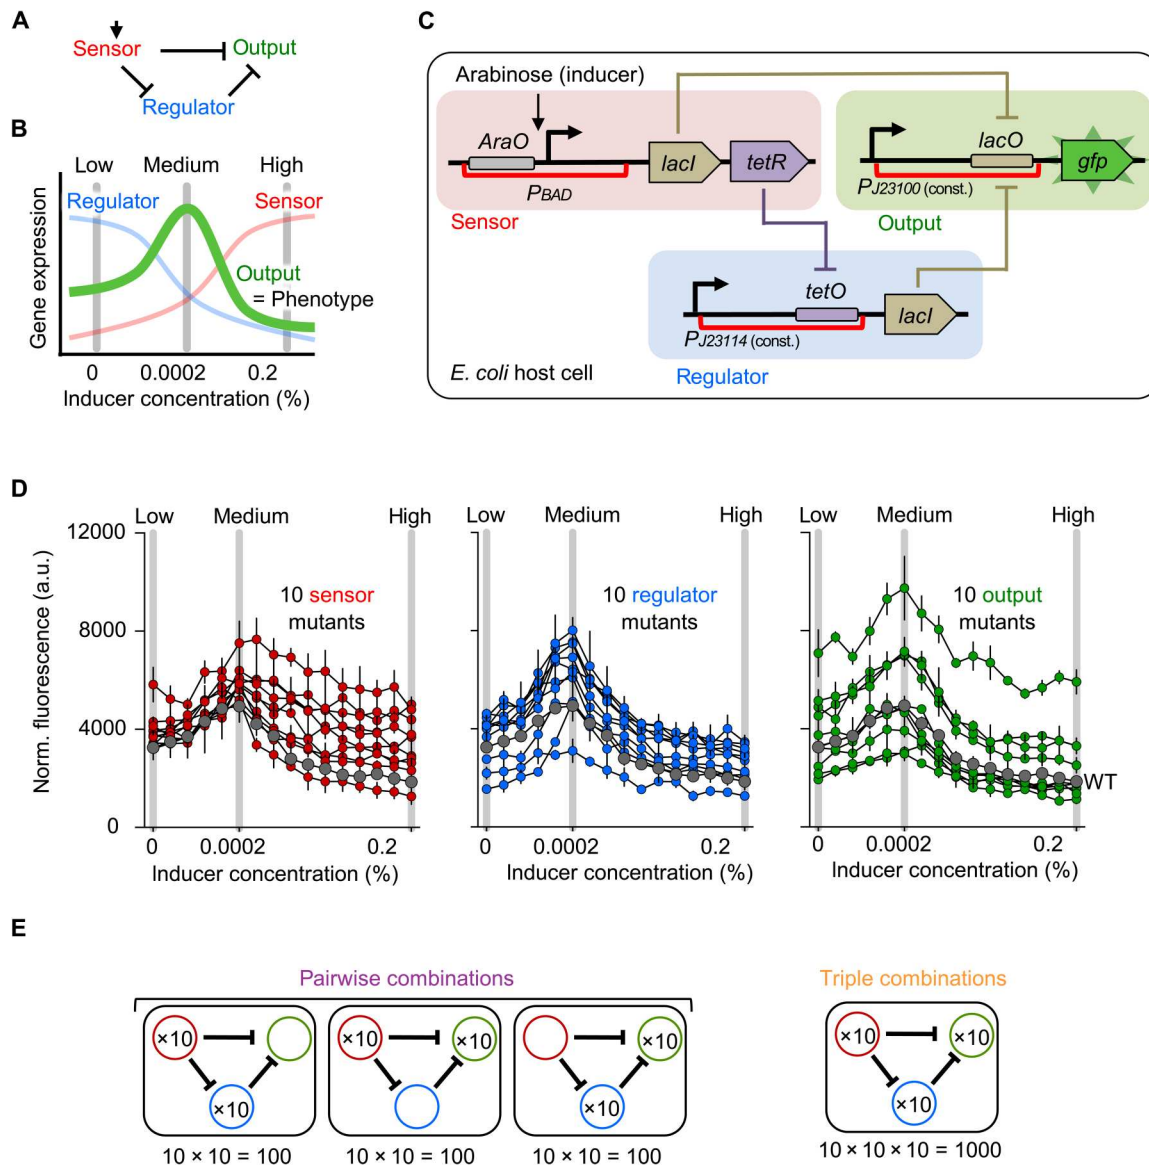 A
Sensor
Output
Regulator
B
Low Medium High
Regulator
Sensor
Output
= Phenotype
Gene expression
0 0.0002 0.2
Inducer concentration (%)
C
Arabinose (inducer)
AraO
lacI
tetR
PBAD
Sensor
lacO
gfp
PJ23100 (const.)
Output
tetO
lacI
PJ23114 (const.)
Regulator
E. coli host cell
D
Norm. fluorescence (a.u.)
12000
8000
4000
0
Low Medium High
10 sensor
mutants
0 0.0002 0.2
Inducer concentration (%)
Low Medium High
10 regulator
mutants
0 0.0002 0.2
Inducer concentration (%)
Low Medium High
10 output
mutants
WT
0 0.0002 0.2
Inducer concentration (%)
E
Pairwise combinations
×10
×10
10 × 10 = 100
×10
×10
10 × 10 = 100
×10
×10
10 × 10 = 100
Triple combinations
×10
×10
×10
10 × 10 × 10 = 1000